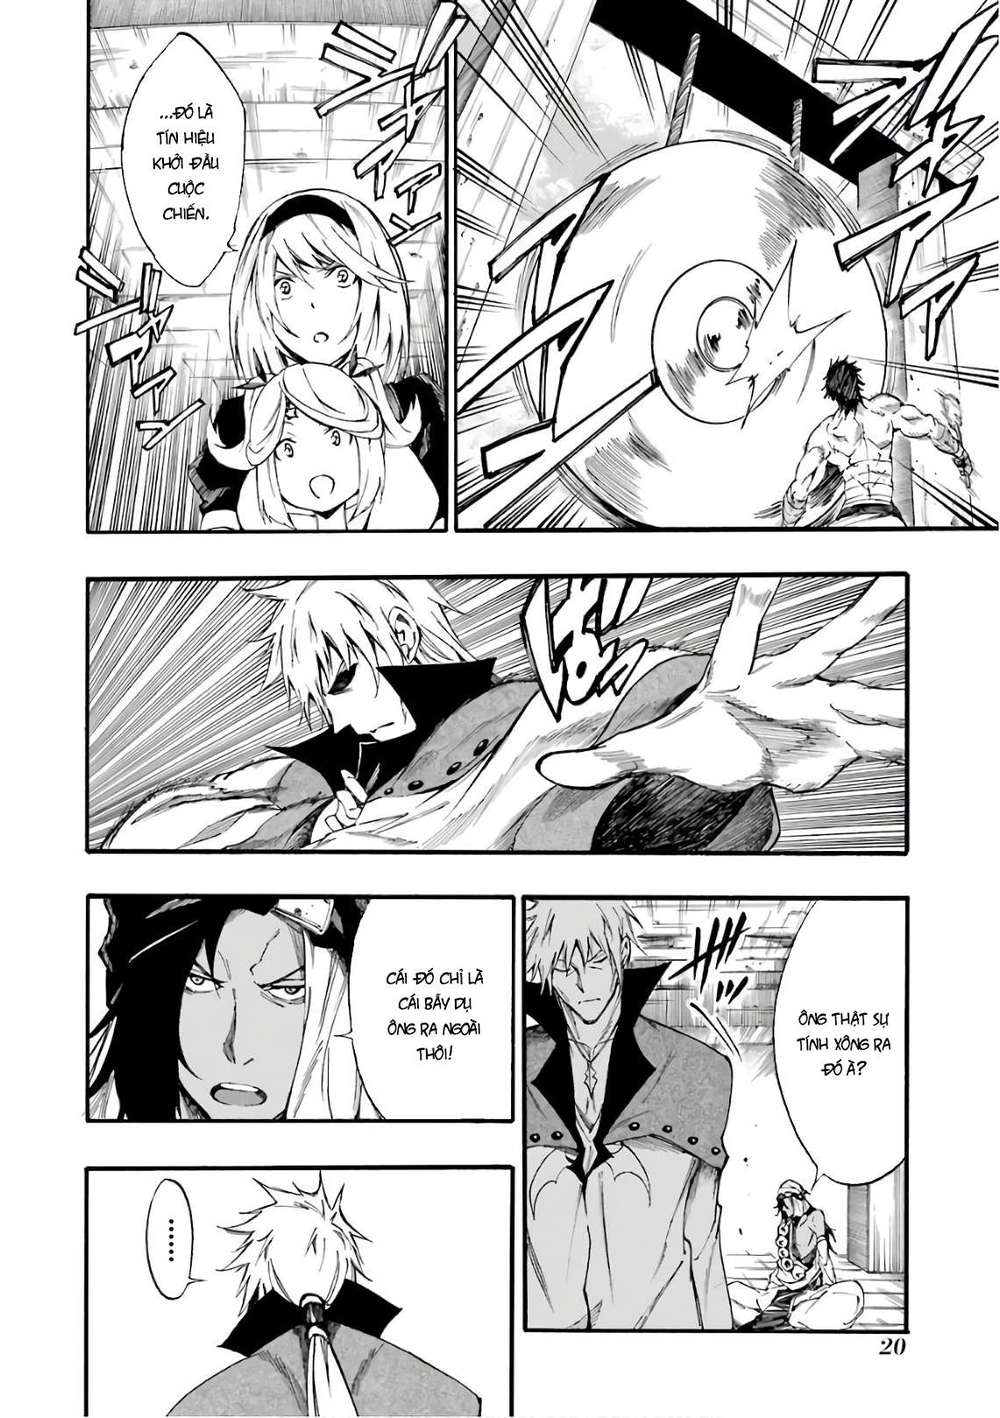 ...ĐÓ LÀ
TÍN HIỆU
KHỞI ĐẦU
CUỘC
CHIẾN.
ÔNG THẬT SỰ
TÍNH XÔNG RA
ĐÓ À?
CÁI ĐÓ CHỈ LÀ
CÁI BẪY DỤ
ÔNG RA NGOÀI
THÔI!
......
20